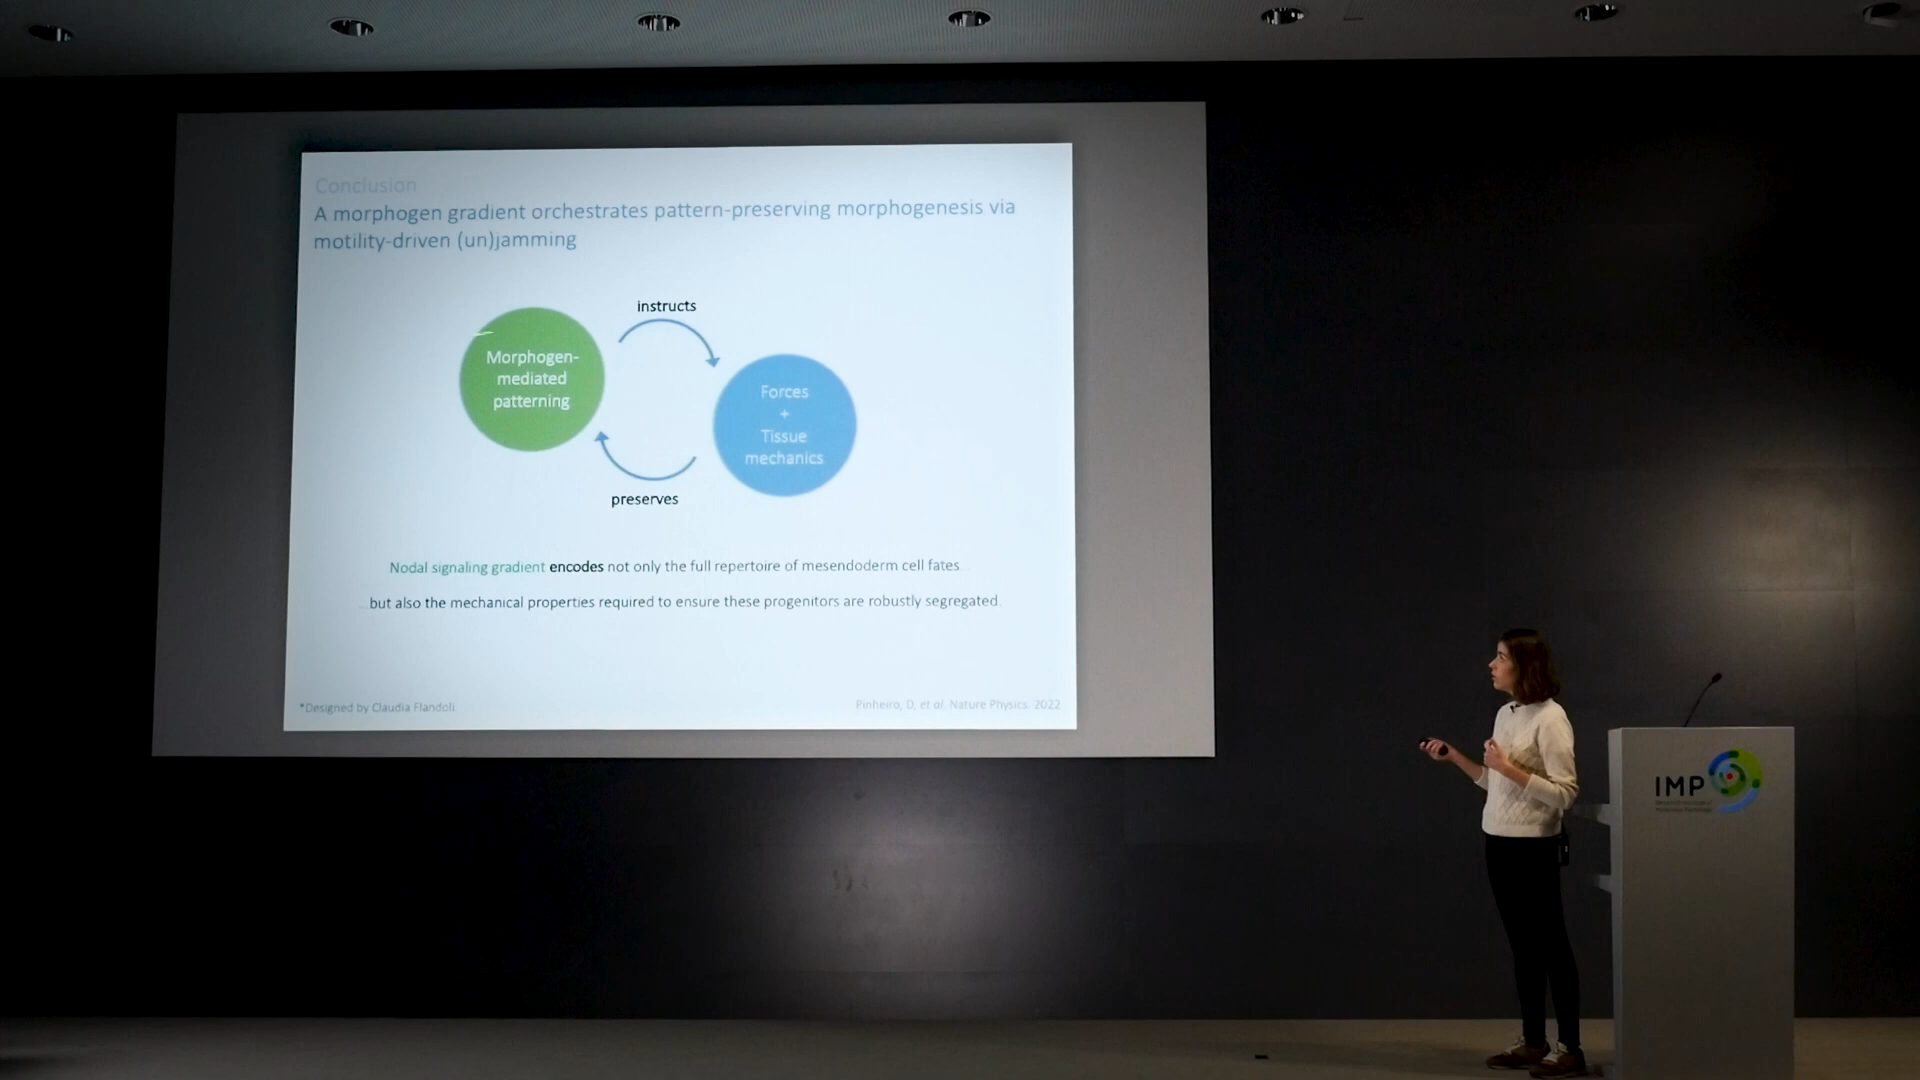 Conclusion
A morphogen gradient orchestrates pattern-preserving morphogenesis via
motility-driven (un)jamming
instructs
Morphogen-
mediated
patterning
Forces
+
Tissue
mechanics
preserves
Nodal signaling gradient encodes not only the full repertoire of mesendoderm cell fates
but also the mechanical properties required to ensure these progenitors are robustly segregated.
*Designed by Claudia Flandoli
Pinheiro, D, et al. Nature Physics. 2022
IMP